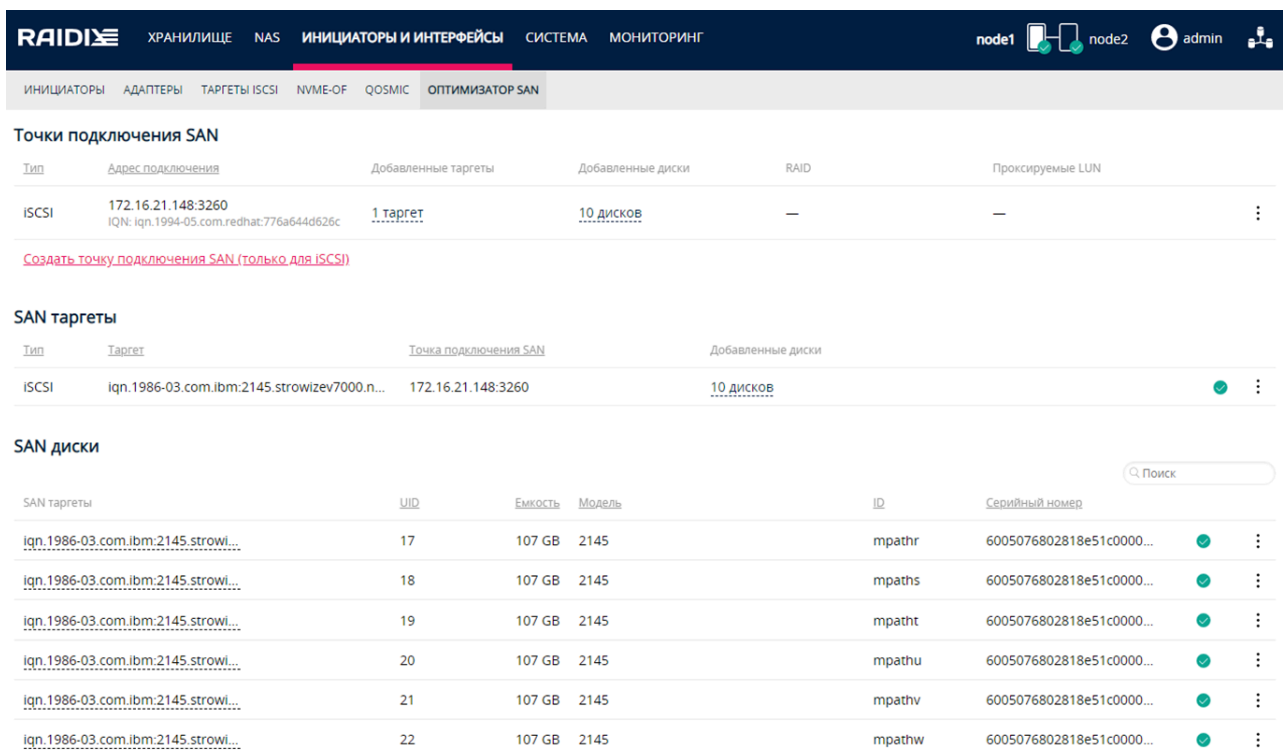 RAIDIX ХРАНИЛИЩЕ NAS ИНИЦИАТОРЫ И ИНТЕРФЕЙСЫ СИСТЕМА МОНИТОРИНГ node1 node2 admin
ИНИЦИАТОРЫ АДАПТЕРЫ ТАРГЕТЫ ISCSI NVME-OF QOSMIC ОПТИМИЗАТОР SAN
Точки подключения SAN
Тип Адрес подключения Добавленные таргеты Добавленные диски RAID Проксируемые LUN
iSCSI 172.16.21.148:3260 1 таргет 10 дисков — —
IQN: iqn.1994-05.com.redhat:776a644d626c
Создать точку подключения SAN (только для iSCSI)
SAN таргеты
Тип Таргет Точка подключения SAN Добавленные диски
iSCSI iqn.1986-03.com.ibm:2145.strowizev7000.n... 172.16.21.148:3260 10 дисков
SAN диски
Поиск
SAN таргеты UID Емкость Модель ID Серийный номер
iqn.1986-03.com.ibm:2145.strowi... 17 107 GB 2145 mpathr 6005076802818e51c0000...
iqn.1986-03.com.ibm:2145.strowi... 18 107 GB 2145 mpaths 6005076802818e51c0000...
iqn.1986-03.com.ibm:2145.strowi... 19 107 GB 2145 mpatht 6005076802818e51c0000...
iqn.1986-03.com.ibm:2145.strowi... 20 107 GB 2145 mpathu 6005076802818e51c0000...
iqn.1986-03.com.ibm:2145.strowi... 21 107 GB 2145 mpathv 6005076802818e51c0000...
iqn.1986-03.com.ibm:2145.strowi... 22 107 GB 2145 mpathw 6005076802818e51c0000...